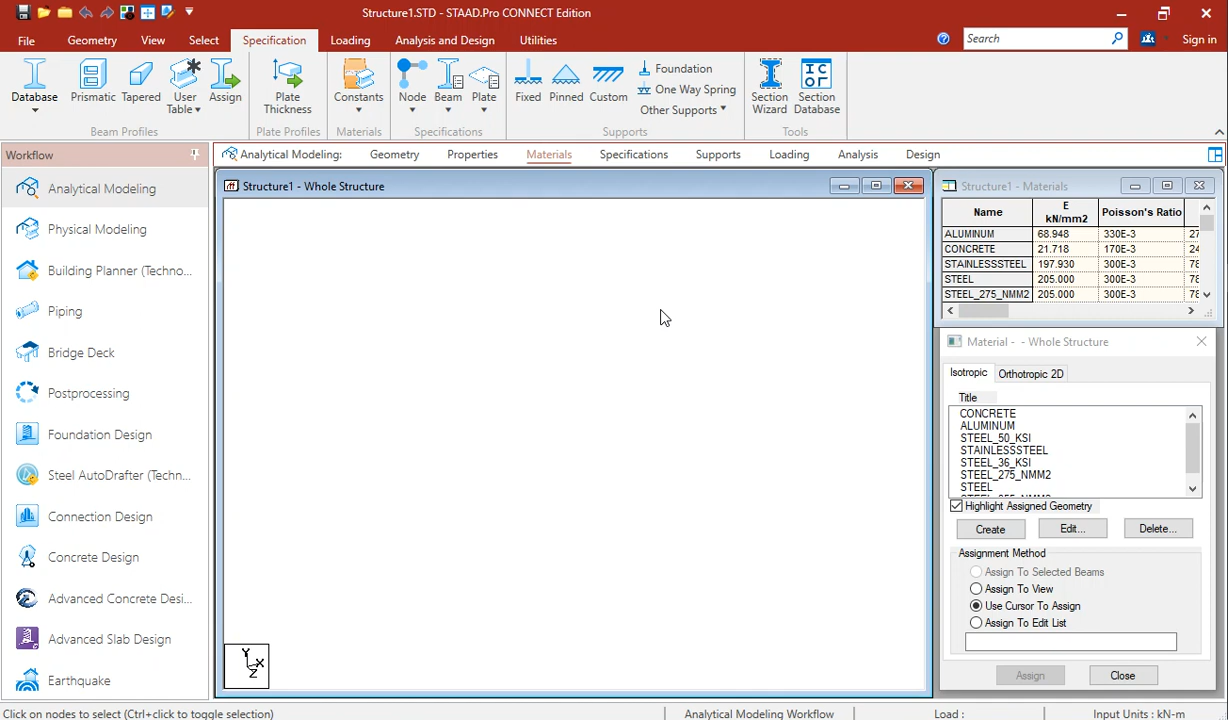 Structure1.STD - STAAD.Pro CONNECT Edition
File
Geometry
View
Select
Specification
Loading
Analysis and Design
Utilities
Search
Sign in
Database
Prismatic
Tapered
User Table
Assign
Beam Profiles
Plate Thickness
Plate Profiles
Constants
Materials
Node
Beam
Plate
Specifications
Fixed
Pinned
Custom
Foundation
One Way Spring
Other Supports
Supports
Section Wizard
Section Database
Tools
Workflow
Analytical Modeling:
Geometry
Properties
Materials
Specifications
Supports
Loading
Analysis
Design
Analytical Modeling
Physical Modeling
Building Planner (Techno...
Piping
Bridge Deck
Postprocessing
Foundation Design
Steel AutoDrafter (Techn...
Connection Design
Concrete Design
Advanced Concrete Desi...
Advanced Slab Design
Earthquake
Structure1 - Whole Structure
Y
X
Z
Structure1 - Materials
Name E kN/mm2 Poisson's Ratio
ALUMINUM 68.948 330E-3 27
CONCRETE 21.718 170E-3 24
STAINLESSSTEEL 197.930 300E-3 78
STEEL 205.000 300E-3 78
STEEL_275_NMM2 205.000 300E-3 78
Material - - Whole Structure
Isotropic
Orthotropic 2D
Title
CONCRETE
ALUMINUM
STEEL_50_KSI
STAINLESSSTEEL
STEEL_36_KSI
STEEL_275_NMM2
STEEL
Highlight Assigned Geometry
Create
Edit...
Delete...
Assignment Method
Assign To Selected Beams
Assign To View
Use Cursor To Assign
Assign To Edit List
Assign
Close
Click on nodes to select (Ctrl+click to toggle selection)
Analytical Modeling Workflow
Load :
Input Units : kN-m